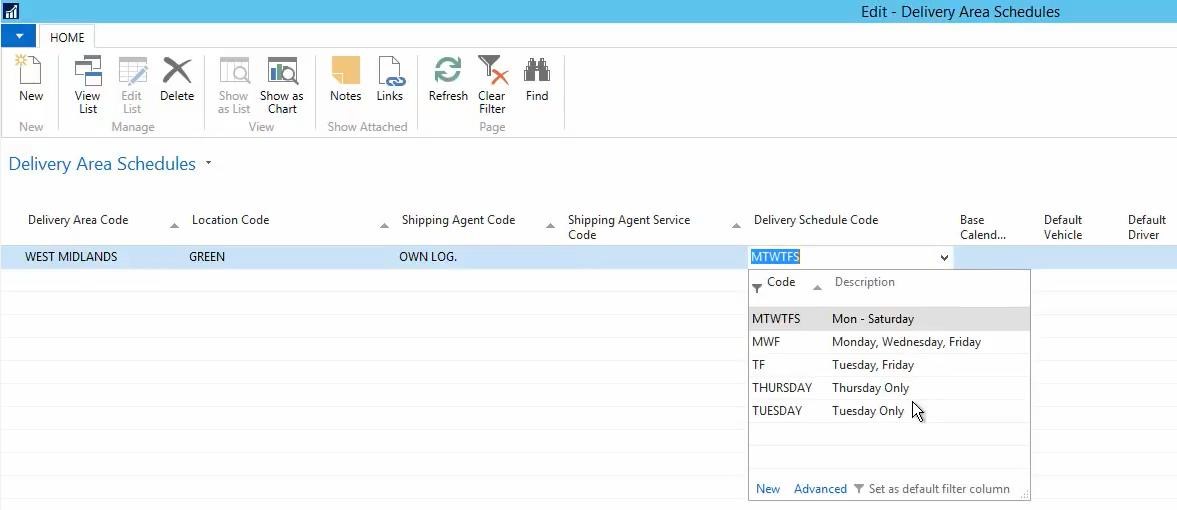 Edit - Delivery Area Schedules
HOME
New
View List
Edit List
Delete
Show as List
Show as Chart
Notes
Links
Refresh
Clear Filter
Find
New
Manage
View
Show Attached
Page
Delivery Area Schedules
Delivery Area Code Location Code Shipping Agent Code Shipping Agent Service Code Delivery Schedule Code Base Calend... Default Vehicle Default Driver
WEST MIDLANDS GREEN OWN LOG. MTWTFS
Code Description
MTWTFS Mon - Saturday
MWF Monday, Wednesday, Friday
TF Tuesday, Friday
THURSDAY Thursday Only
TUESDAY Tuesday Only
New Advanced Set as default filter column